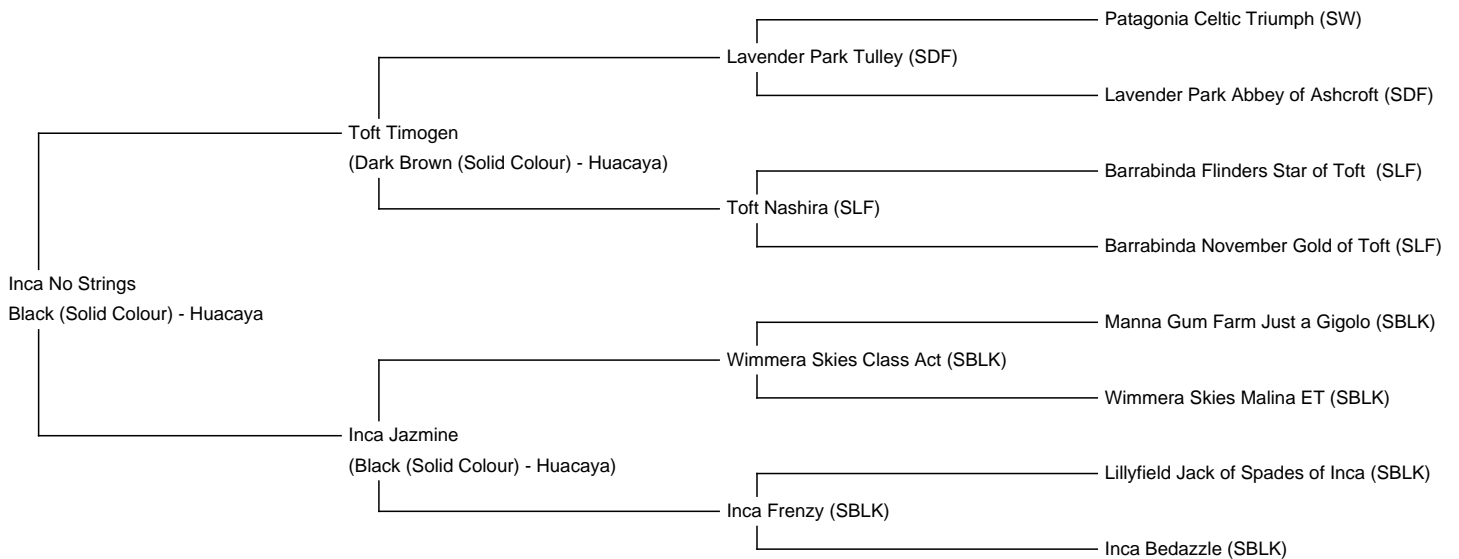 Patagonia Celtic Triumph (SW)
Lavender Park Tulley (SDF)
Lavender Park Abbey of Ashcroft (SDF)
Toft Timogen
(Dark Brown (Solid Colour) - Huacaya)
Barrabinda Flinders Star of Toft  (SLF)
Toft Nashira (SLF)
Barrabinda November Gold of Toft (SLF)
Inca No Strings
Black (Solid Colour) - Huacaya
Manna Gum Farm Just a Gigolo (SBLK)
Wimmera Skies Class Act (SBLK)
Wimmera Skies Malina ET (SBLK)
Inca Jazmine
(Black (Solid Colour) - Huacaya)
Lillyfield Jack of Spades of Inca (SBLK)
Inca Frenzy (SBLK)
Inca Bedazzle (SBLK)